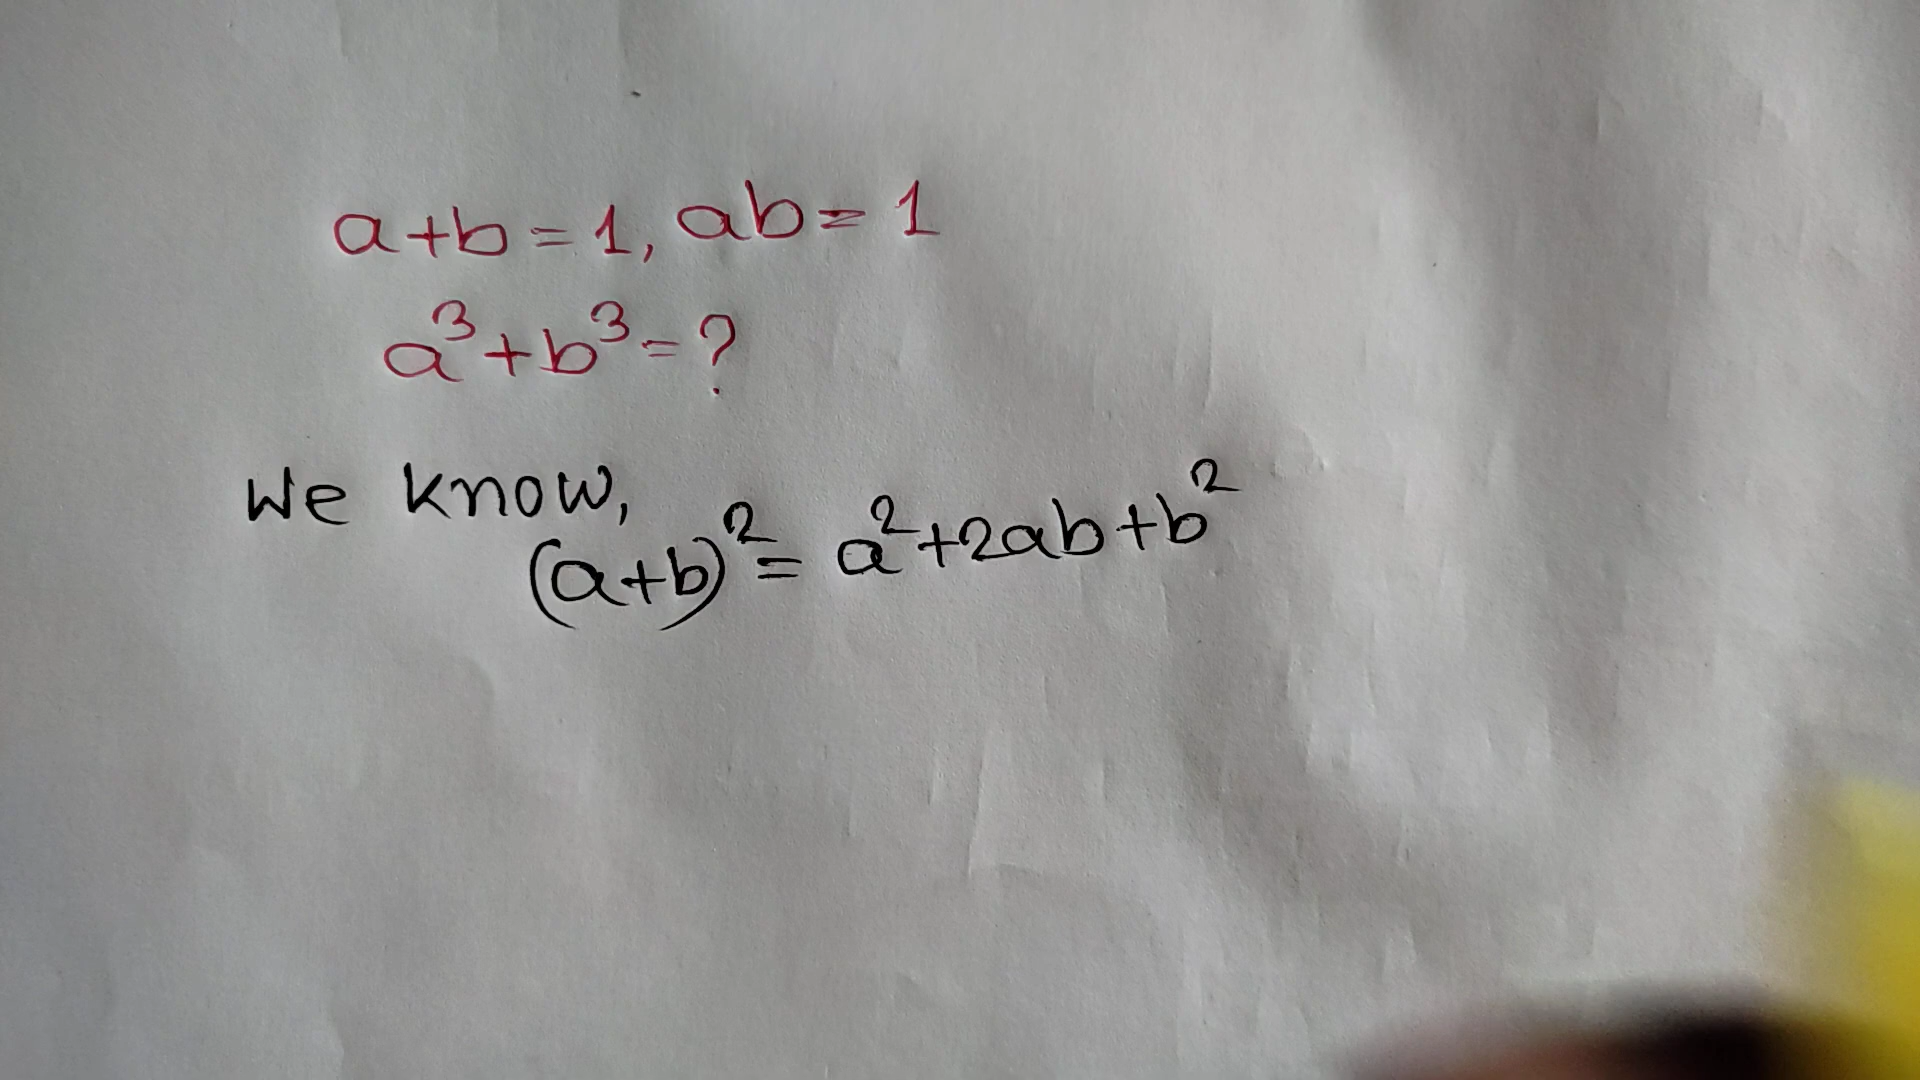 a+b=1, ab=1
a³+b³=?
We know,
(a+b)²= a²+2ab+b²